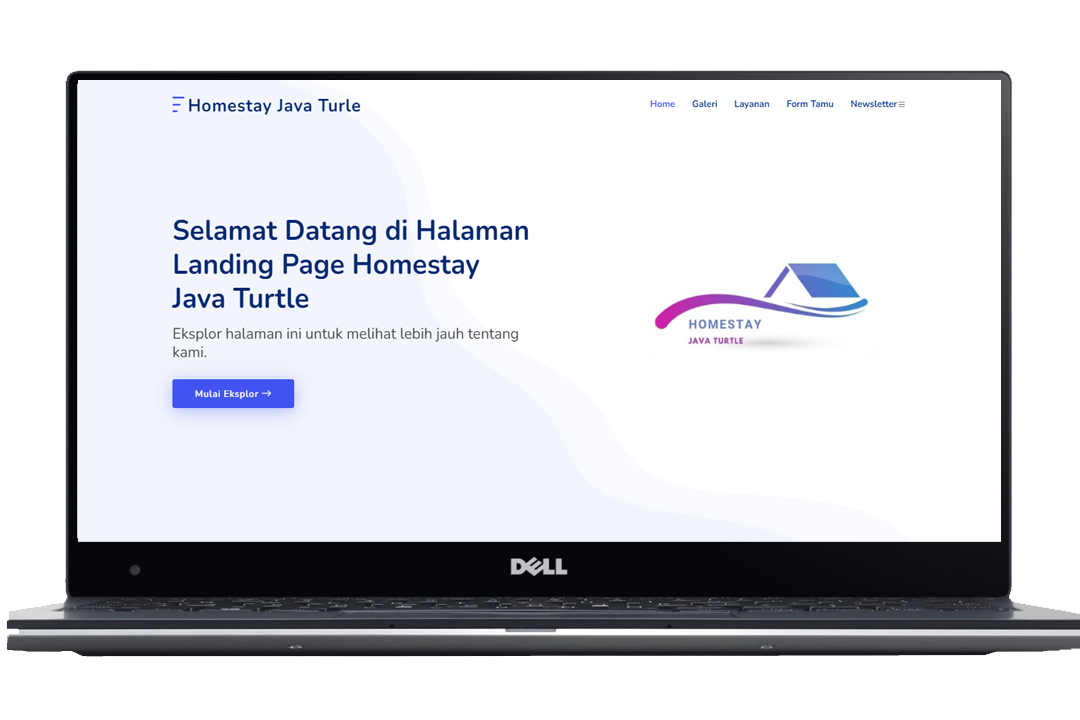 Homestay Java Turle
Home Galeri Layanan Form Tamu Newsletter
Selamat Datang di Halaman
Landing Page Homestay
Java Turtle
Eksplor halaman ini untuk melihat lebih jauh tentang
kami.
Mulai Eksplor →
HOMESTAY
JAVA TURTLE
DELL